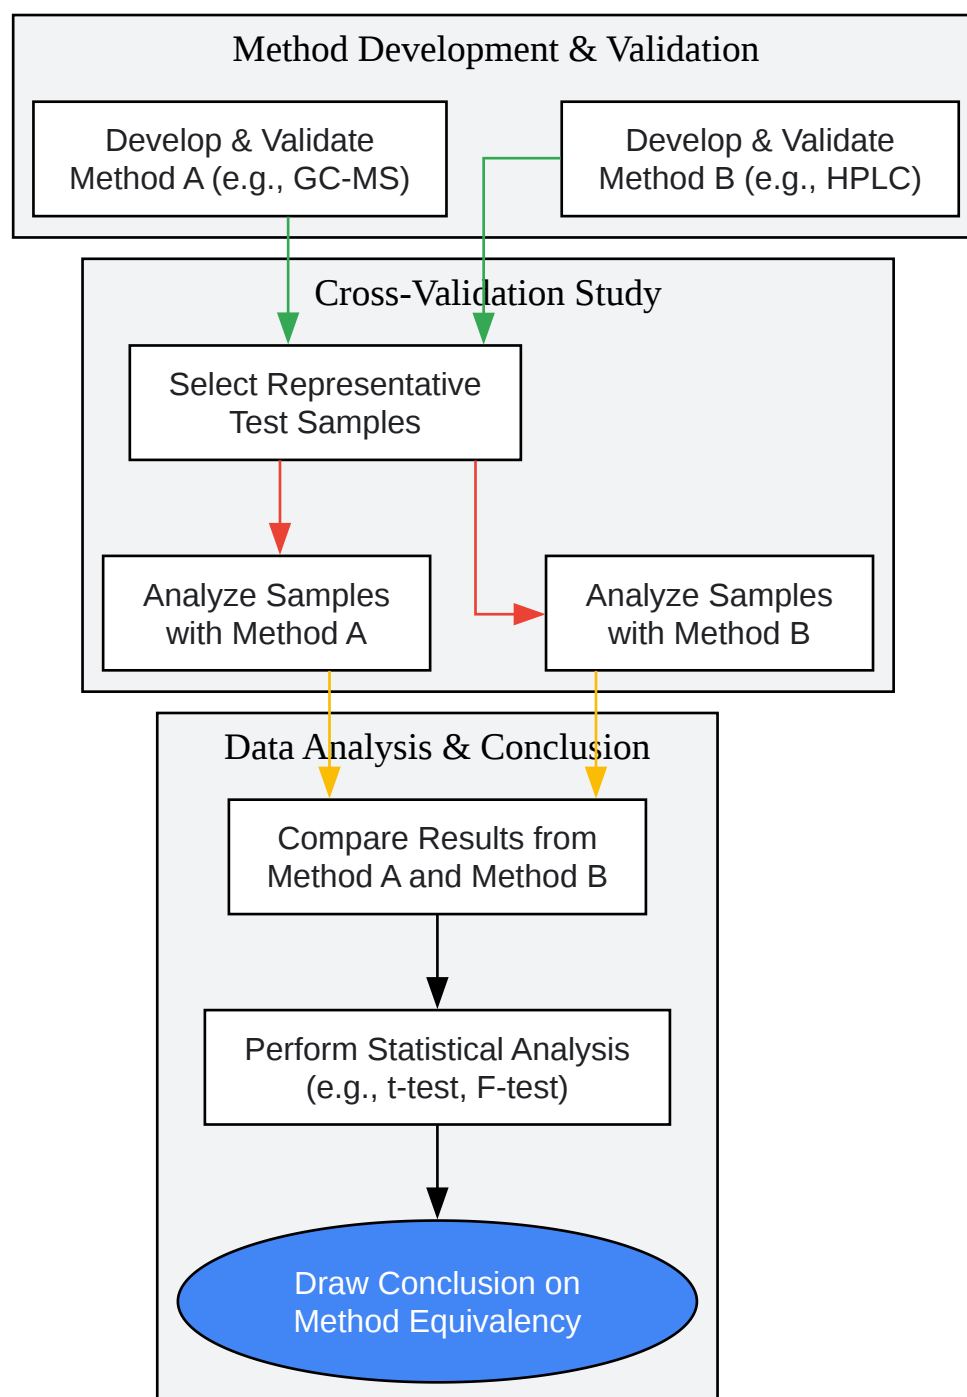 Method Development & Validation
Develop & Validate
Method A (e.g., GC-MS)
Develop & Validate
Method B (e.g., HPLC)
Cross-Validation Study
Select Representative
Test Samples
Analyze Samples
with Method A
Analyze Samples
with Method B
Data Analysis & Conclusion
Compare Results from
Method A and Method B
Perform Statistical Analysis
(e.g., t-test, F-test)
Draw Conclusion on
Method Equivalency